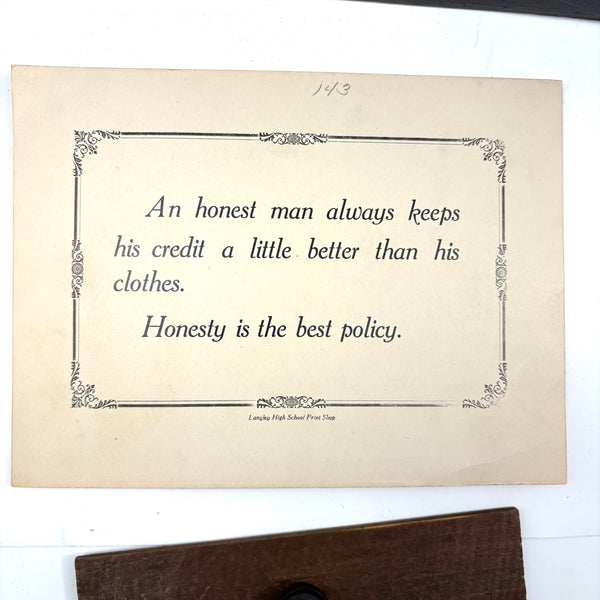 143
An honest man always keeps
his credit a little better than his
clothes.
Honesty is the best policy.
Langley High School Print Shop